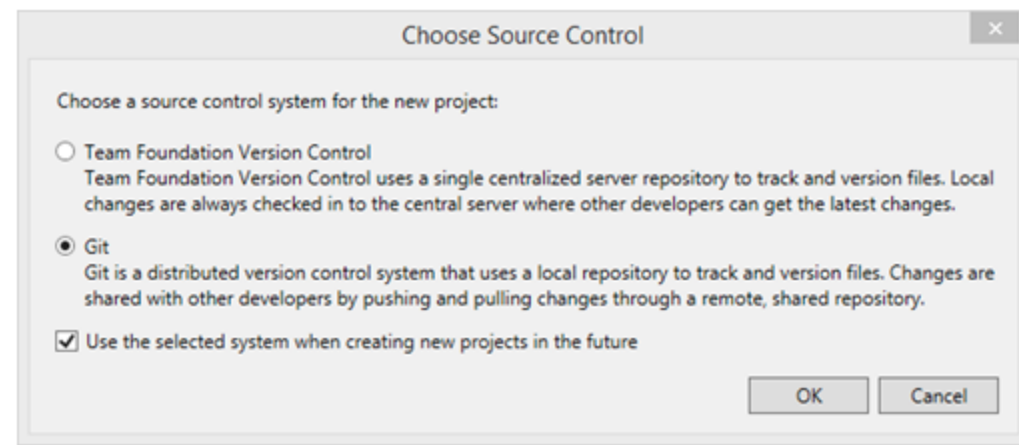 Choose Source Control
Choose a source control system for the new project:
Team Foundation Version Control
Team Foundation Version Control uses a single centralized server repository to track and version files. Local
changes are always checked in to the central server where other developers can get the latest changes.
Git
Git is a distributed version control system that uses a local repository to track and version files. Changes are
shared with other developers by pushing and pulling changes through a remote, shared repository.
Use the selected system when creating new projects in the future
OK Cancel